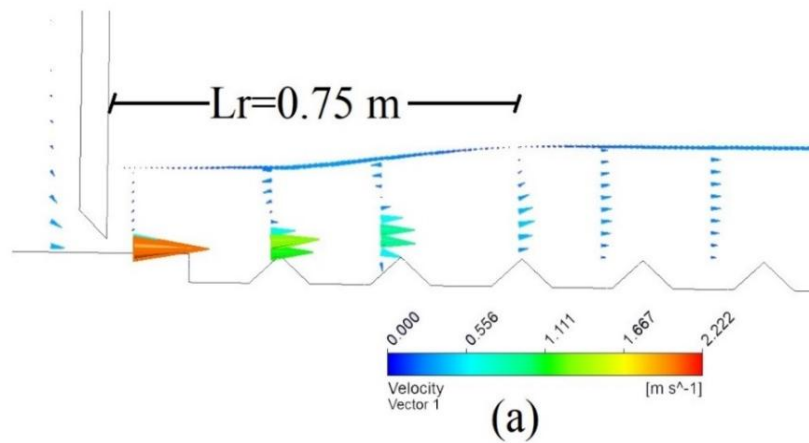 Lr=0.75 m
0.000
0.556
1.111
1.667
2.222
Velocity
Vector 1
[m s^-1]
(a)